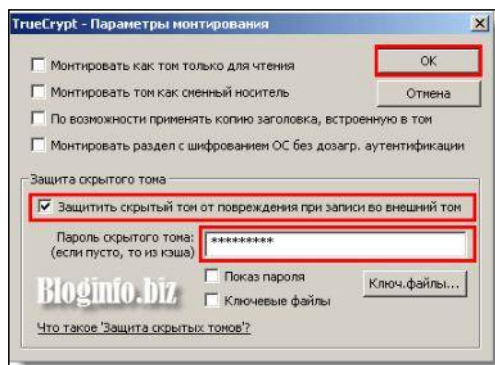 TrueCrypt - Параметры монтирования
Монтировать как том только для чтения
OK
Монтировать том как сменный носитель
Отмена
По возможности применять копию заголовка, встроенную в том
Монтировать раздел с шифрованием ОС без дозагр. аутентификации
Защита скрытого тома
Защитить скрытый том от повреждения при записи во внешний том
Пароль скрытого тома:
(если пусто, то из кэша)
*********
Показ пароля
Ключевые файлы
Ключ.файлы...
Bloginfo.biz
Что такое 'Защита скрытых томов'?